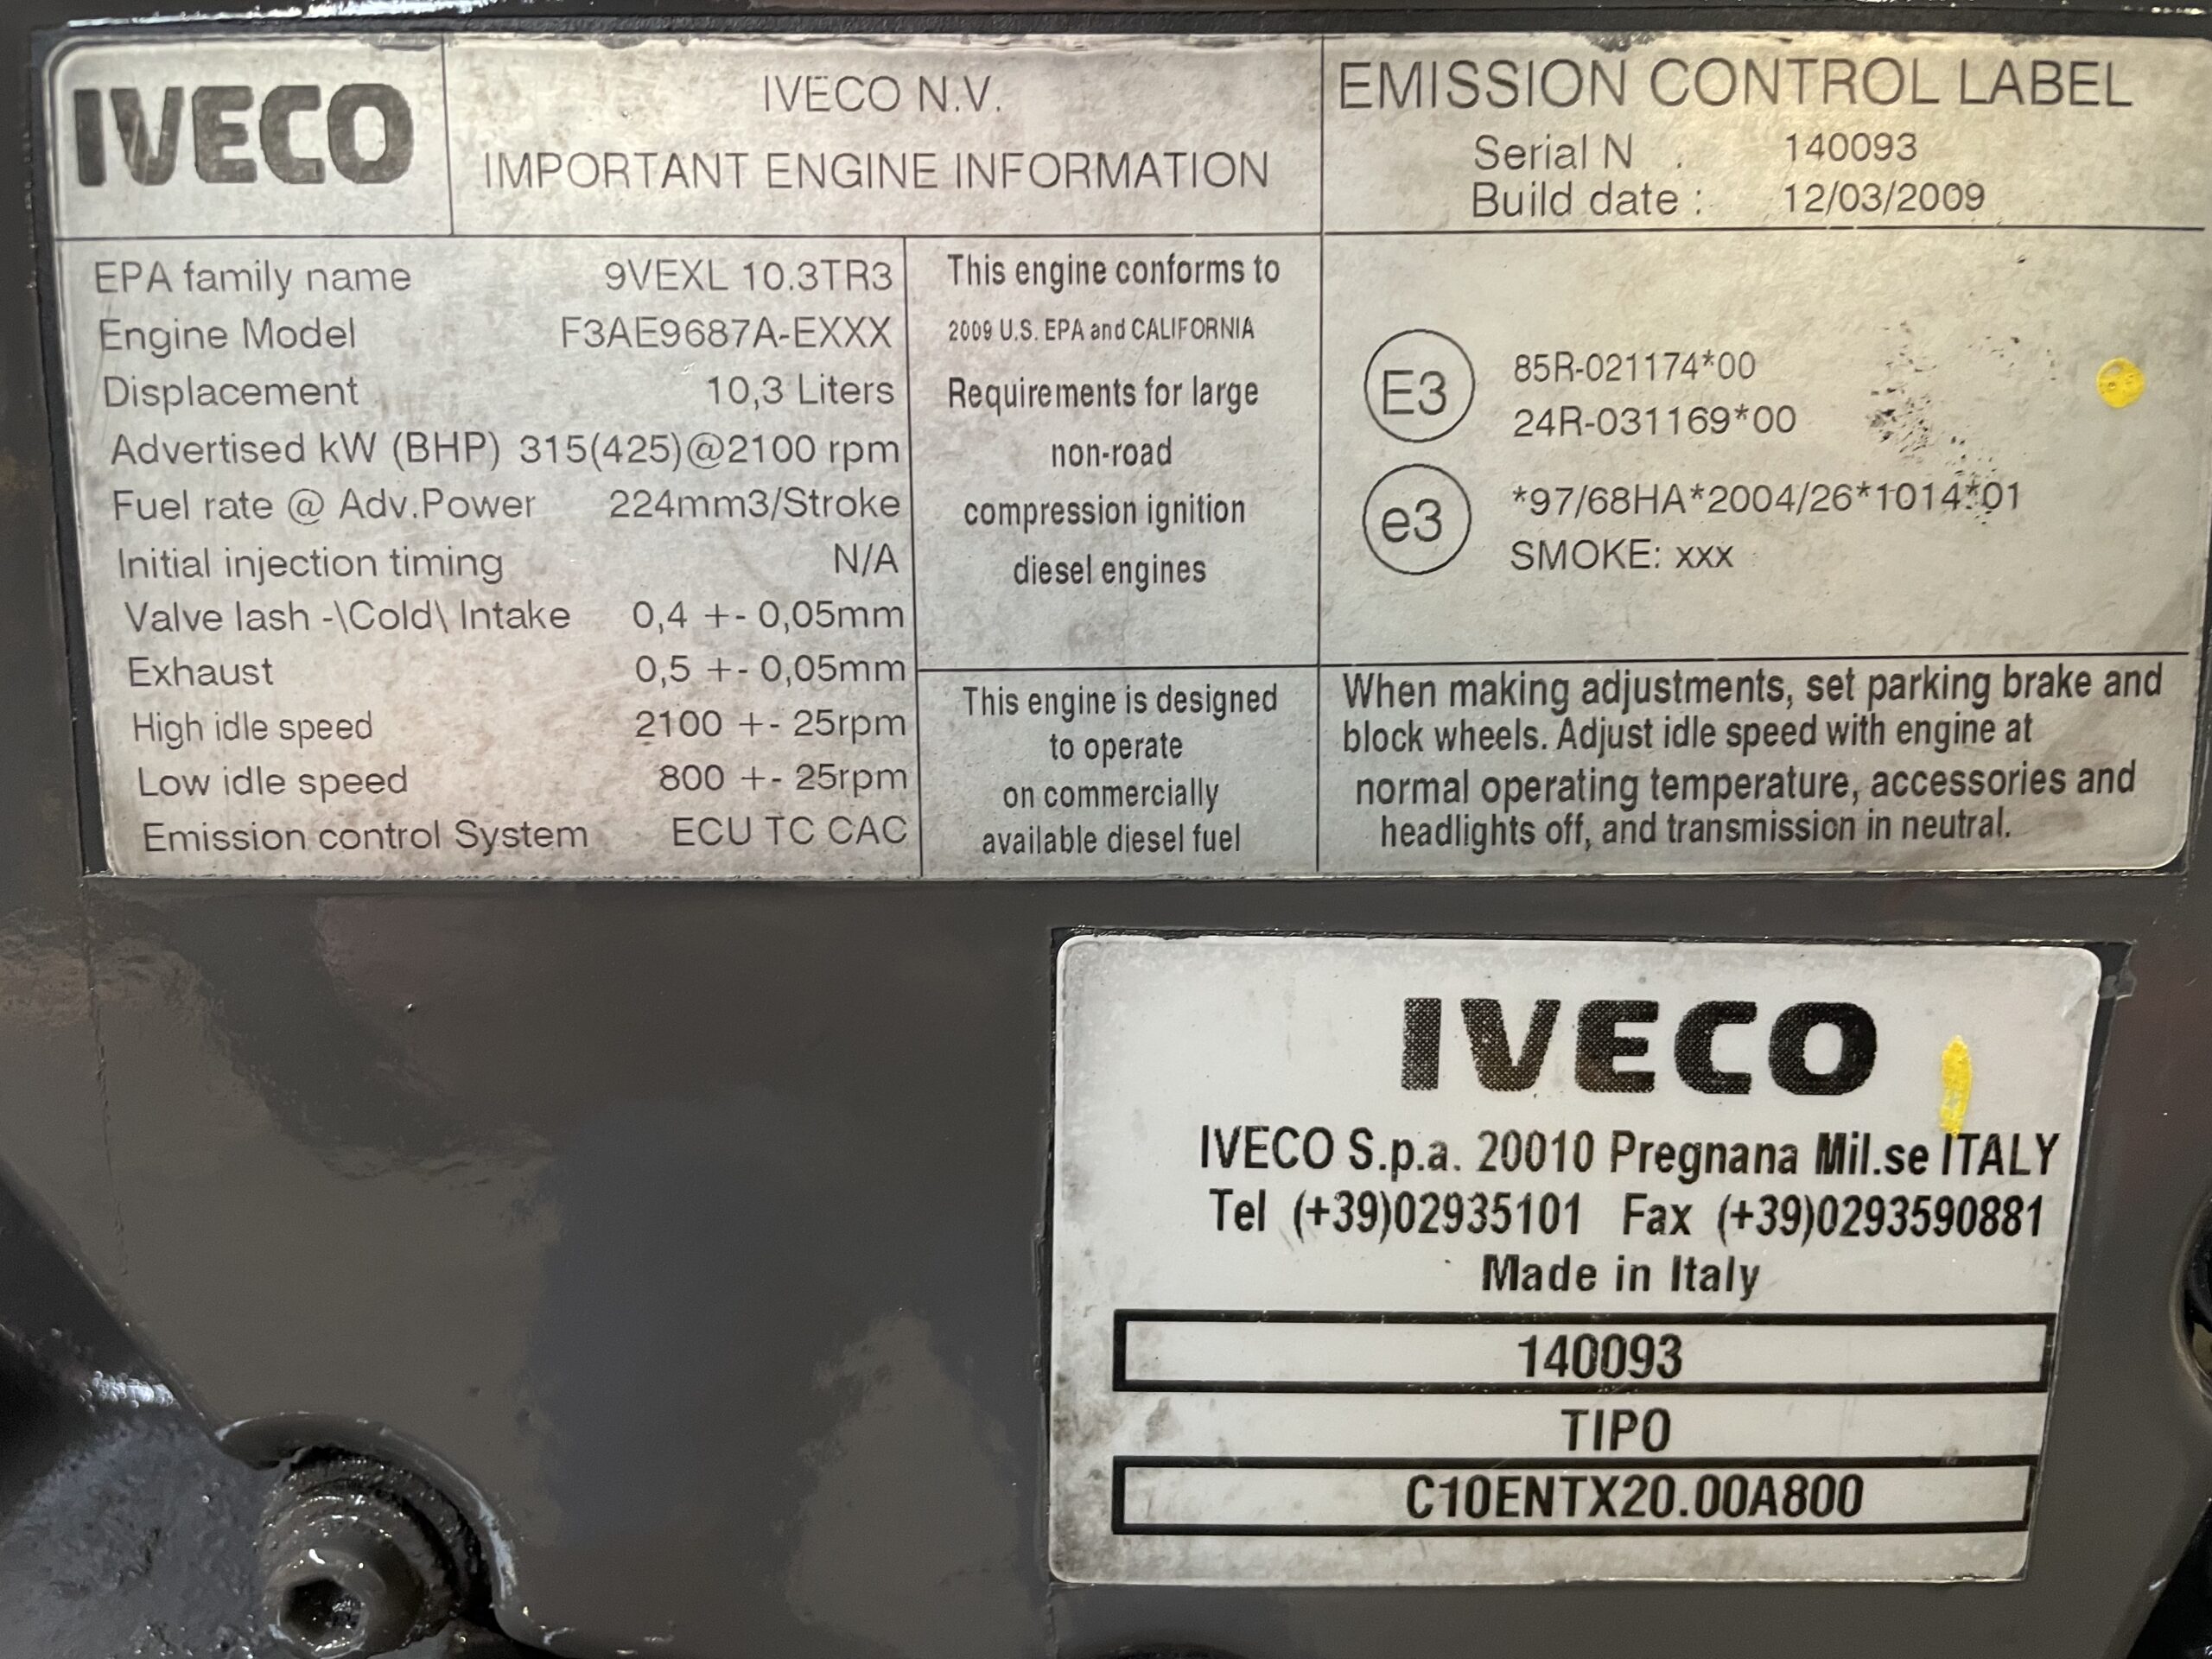 IVECO
IVECO N.V.
IMPORTANT ENGINE INFORMATION
EMISSION CONTROL LABEL
Serial N . 140093
Build date : 12/03/2009
EPA family name 9VEXL 10.3TR3
Engine Model F3AE9687A-EXXX
Displacement 10,3 Liters
Advertised kW (BHP) 315(425)@2100 rpm
Fuel rate @ Adv.Power 224mm3/Stroke
Initial injection timing N/A
Valve lash -\Cold\ Intake 0,4 +- 0,05mm
Exhaust 0,5 +- 0,05mm
High idle speed 2100 +- 25rpm
Low idle speed 800 +- 25rpm
Emission control System ECU TC CAC
This engine conforms to
2009 U.S. EPA and CALIFORNIA
Requirements for large
non-road
compression ignition
diesel engines
This engine is designed
to operate
on commercially
available diesel fuel
E3
85R-021174*00
24R-031169*00
e3
*97/68HA*2004/26*1014*01
SMOKE: xxx
When making adjustments, set parking brake and
block wheels. Adjust idle speed with engine at
normal operating temperature, accessories and
headlights off, and transmission in neutral.
IVECO
IVECO S.p.a. 20010 Pregnana Mil.se ITALY
Tel (+39)02935101 Fax (+39)0293590881
Made in Italy
140093
TIPO
C10ENTX20.00A800